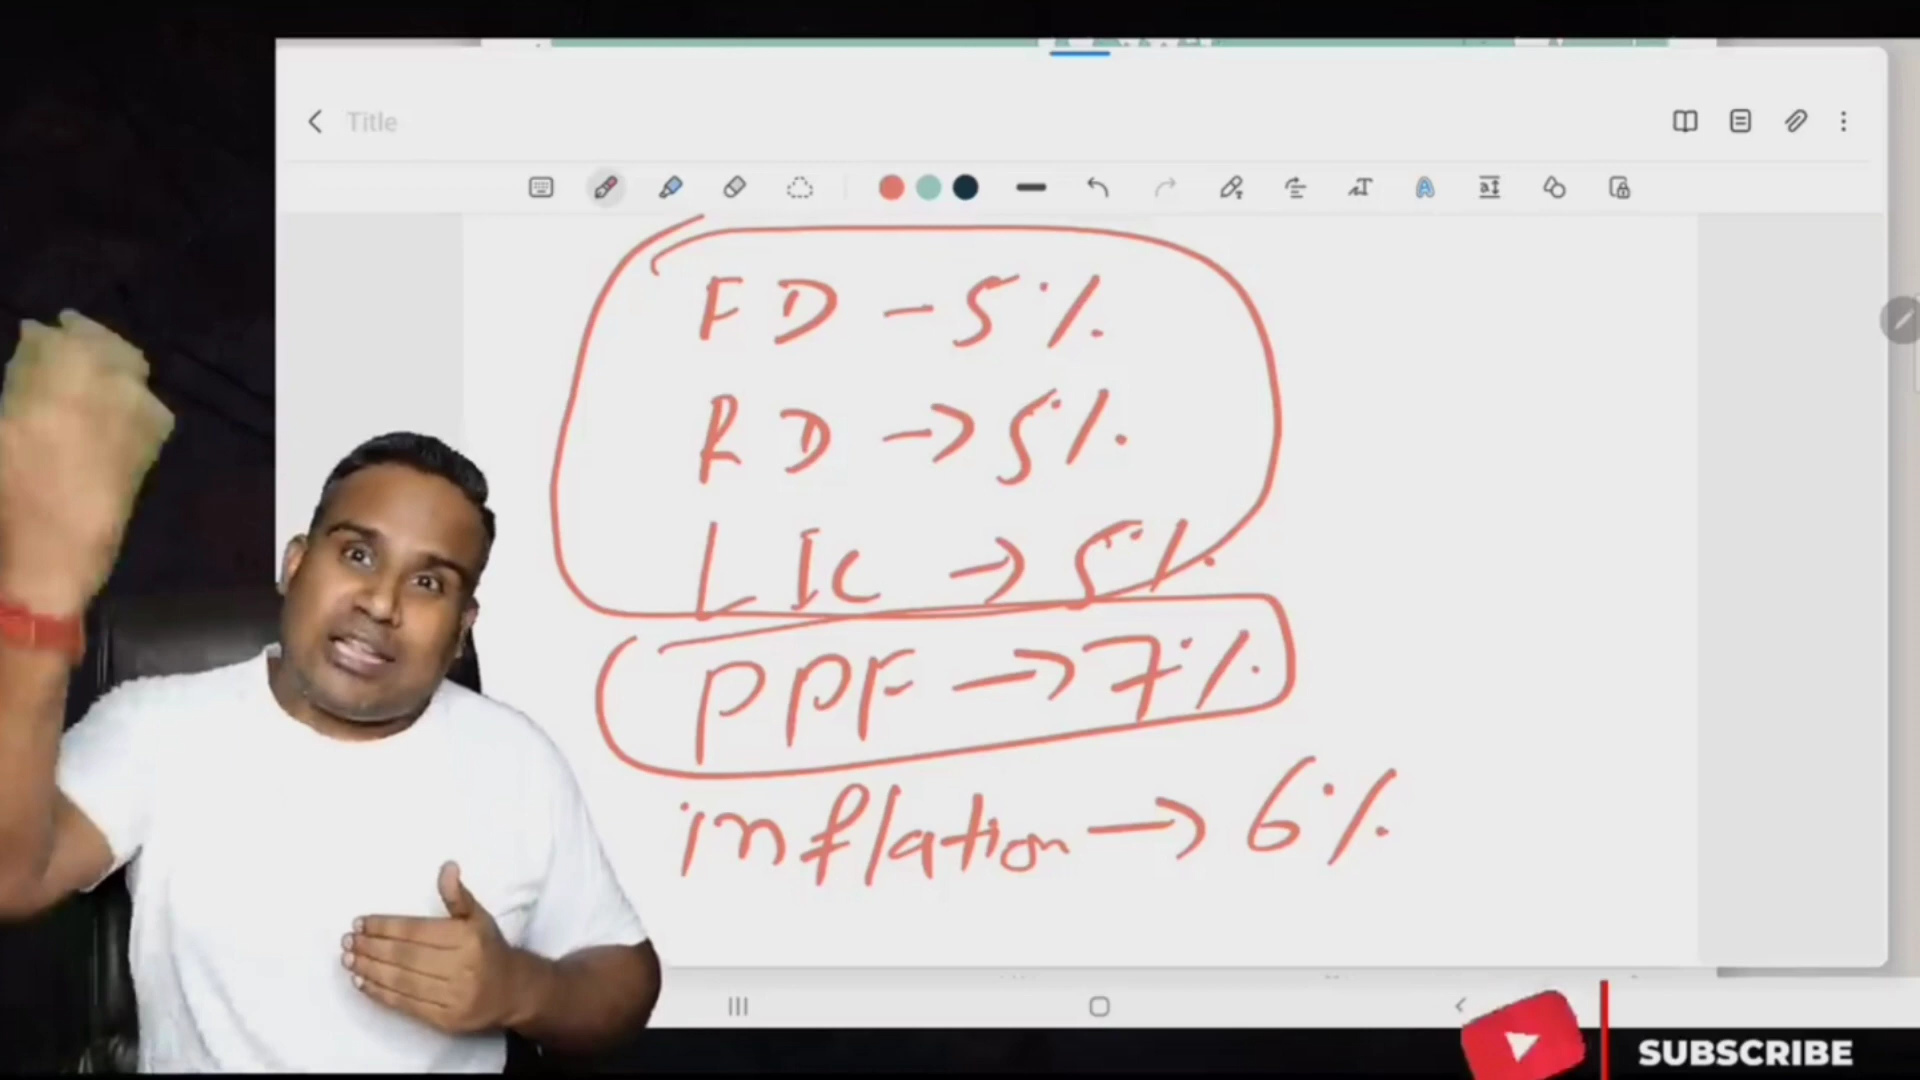 Title
FD - 5%
RD → 5%
LIC → 5%
PPF → 7%
inflation → 6%
SUBSCRIBE